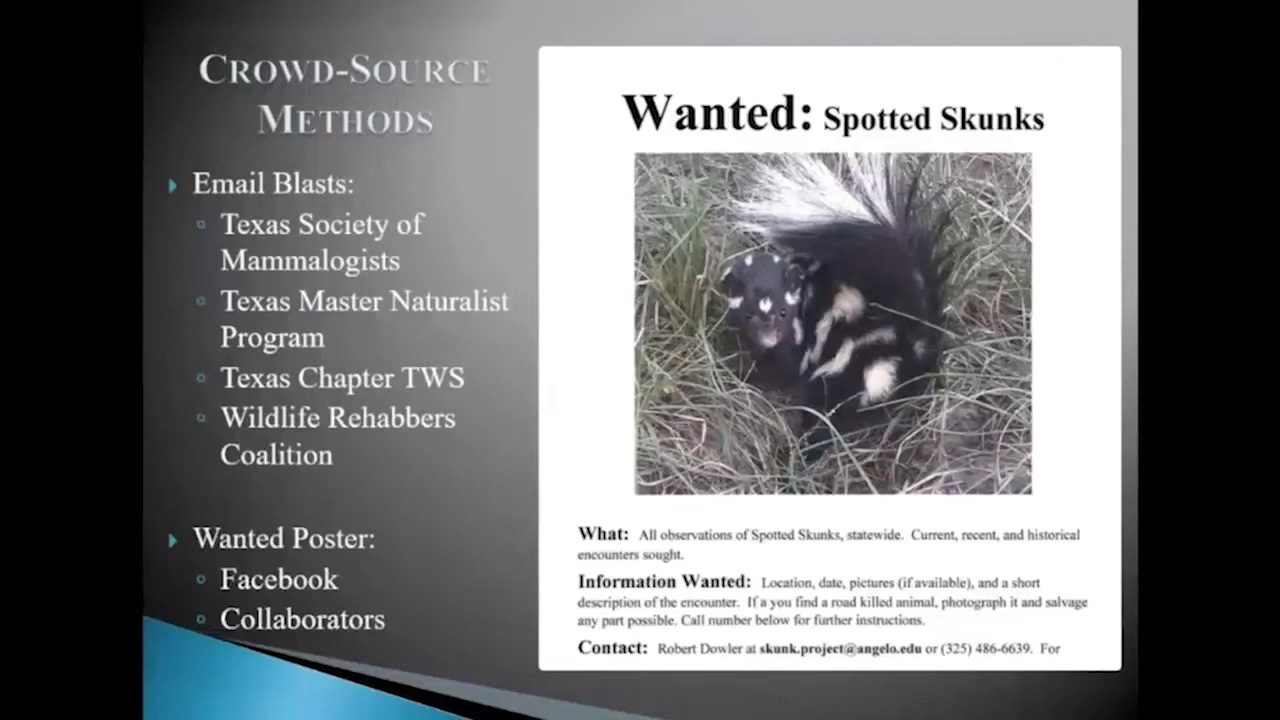 CROWD-SOURCE
METHODS
Email Blasts:
Texas Society of
Mammalogists
Texas Master Naturalist
Program
Texas Chapter TWS
Wildlife Rehabbers
Coalition
Wanted Poster:
Facebook
Collaborators
Wanted: Spotted Skunks
What: All observations of Spotted Skunks, statewide. Current, recent, and historical
encounters sought.
Information Wanted: Location, date, pictures (if available), and a short
description of the encounter. If a you find a road killed animal, photograph it and salvage
any part possible. Call number below for further instructions.
Contact: Robert Dowler at skunk.project@angelo.edu or (325) 486-6639. For